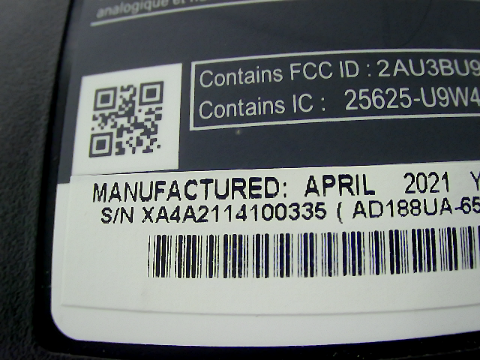 analogique et
Contains FCC ID : 2AU3BU9
Contains IC : 25625-U9W4
MANUFACTURED: APRIL 2021 Y
S/N XA4A2114100335 ( AD188UA-65